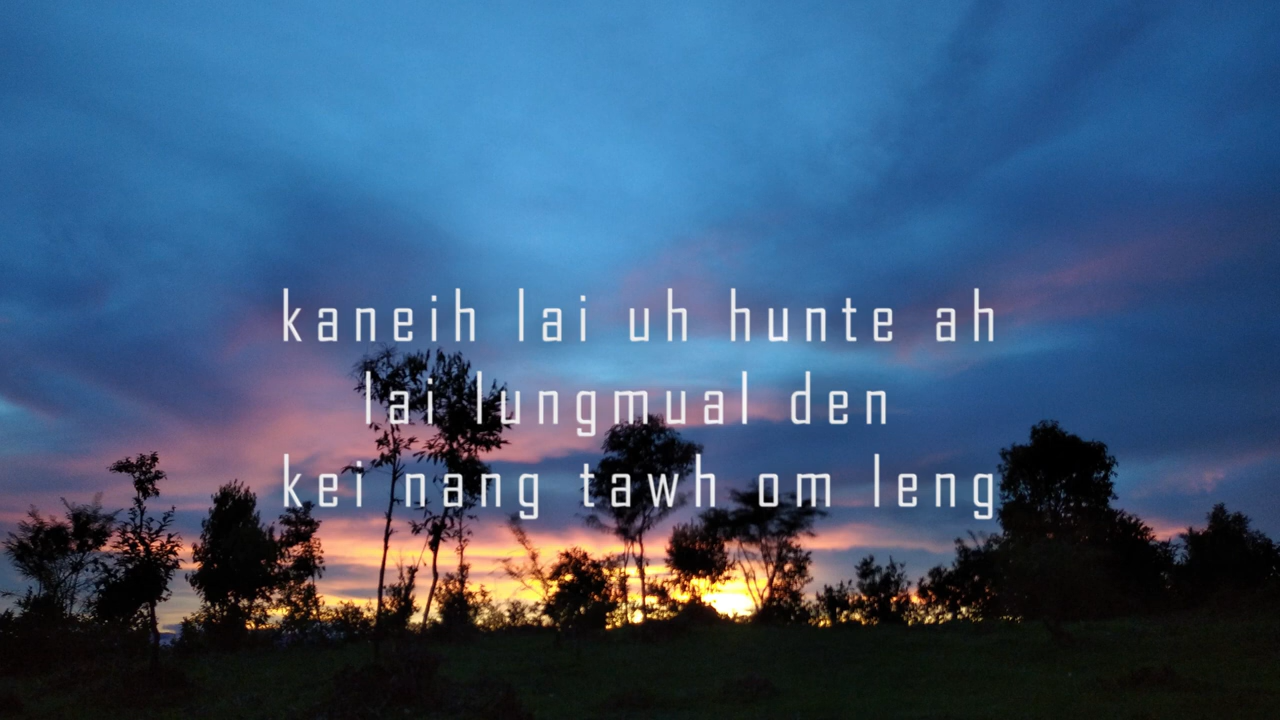 kaneih lai uh hunte ah
lai lungmual den
kei nang tawh om leng